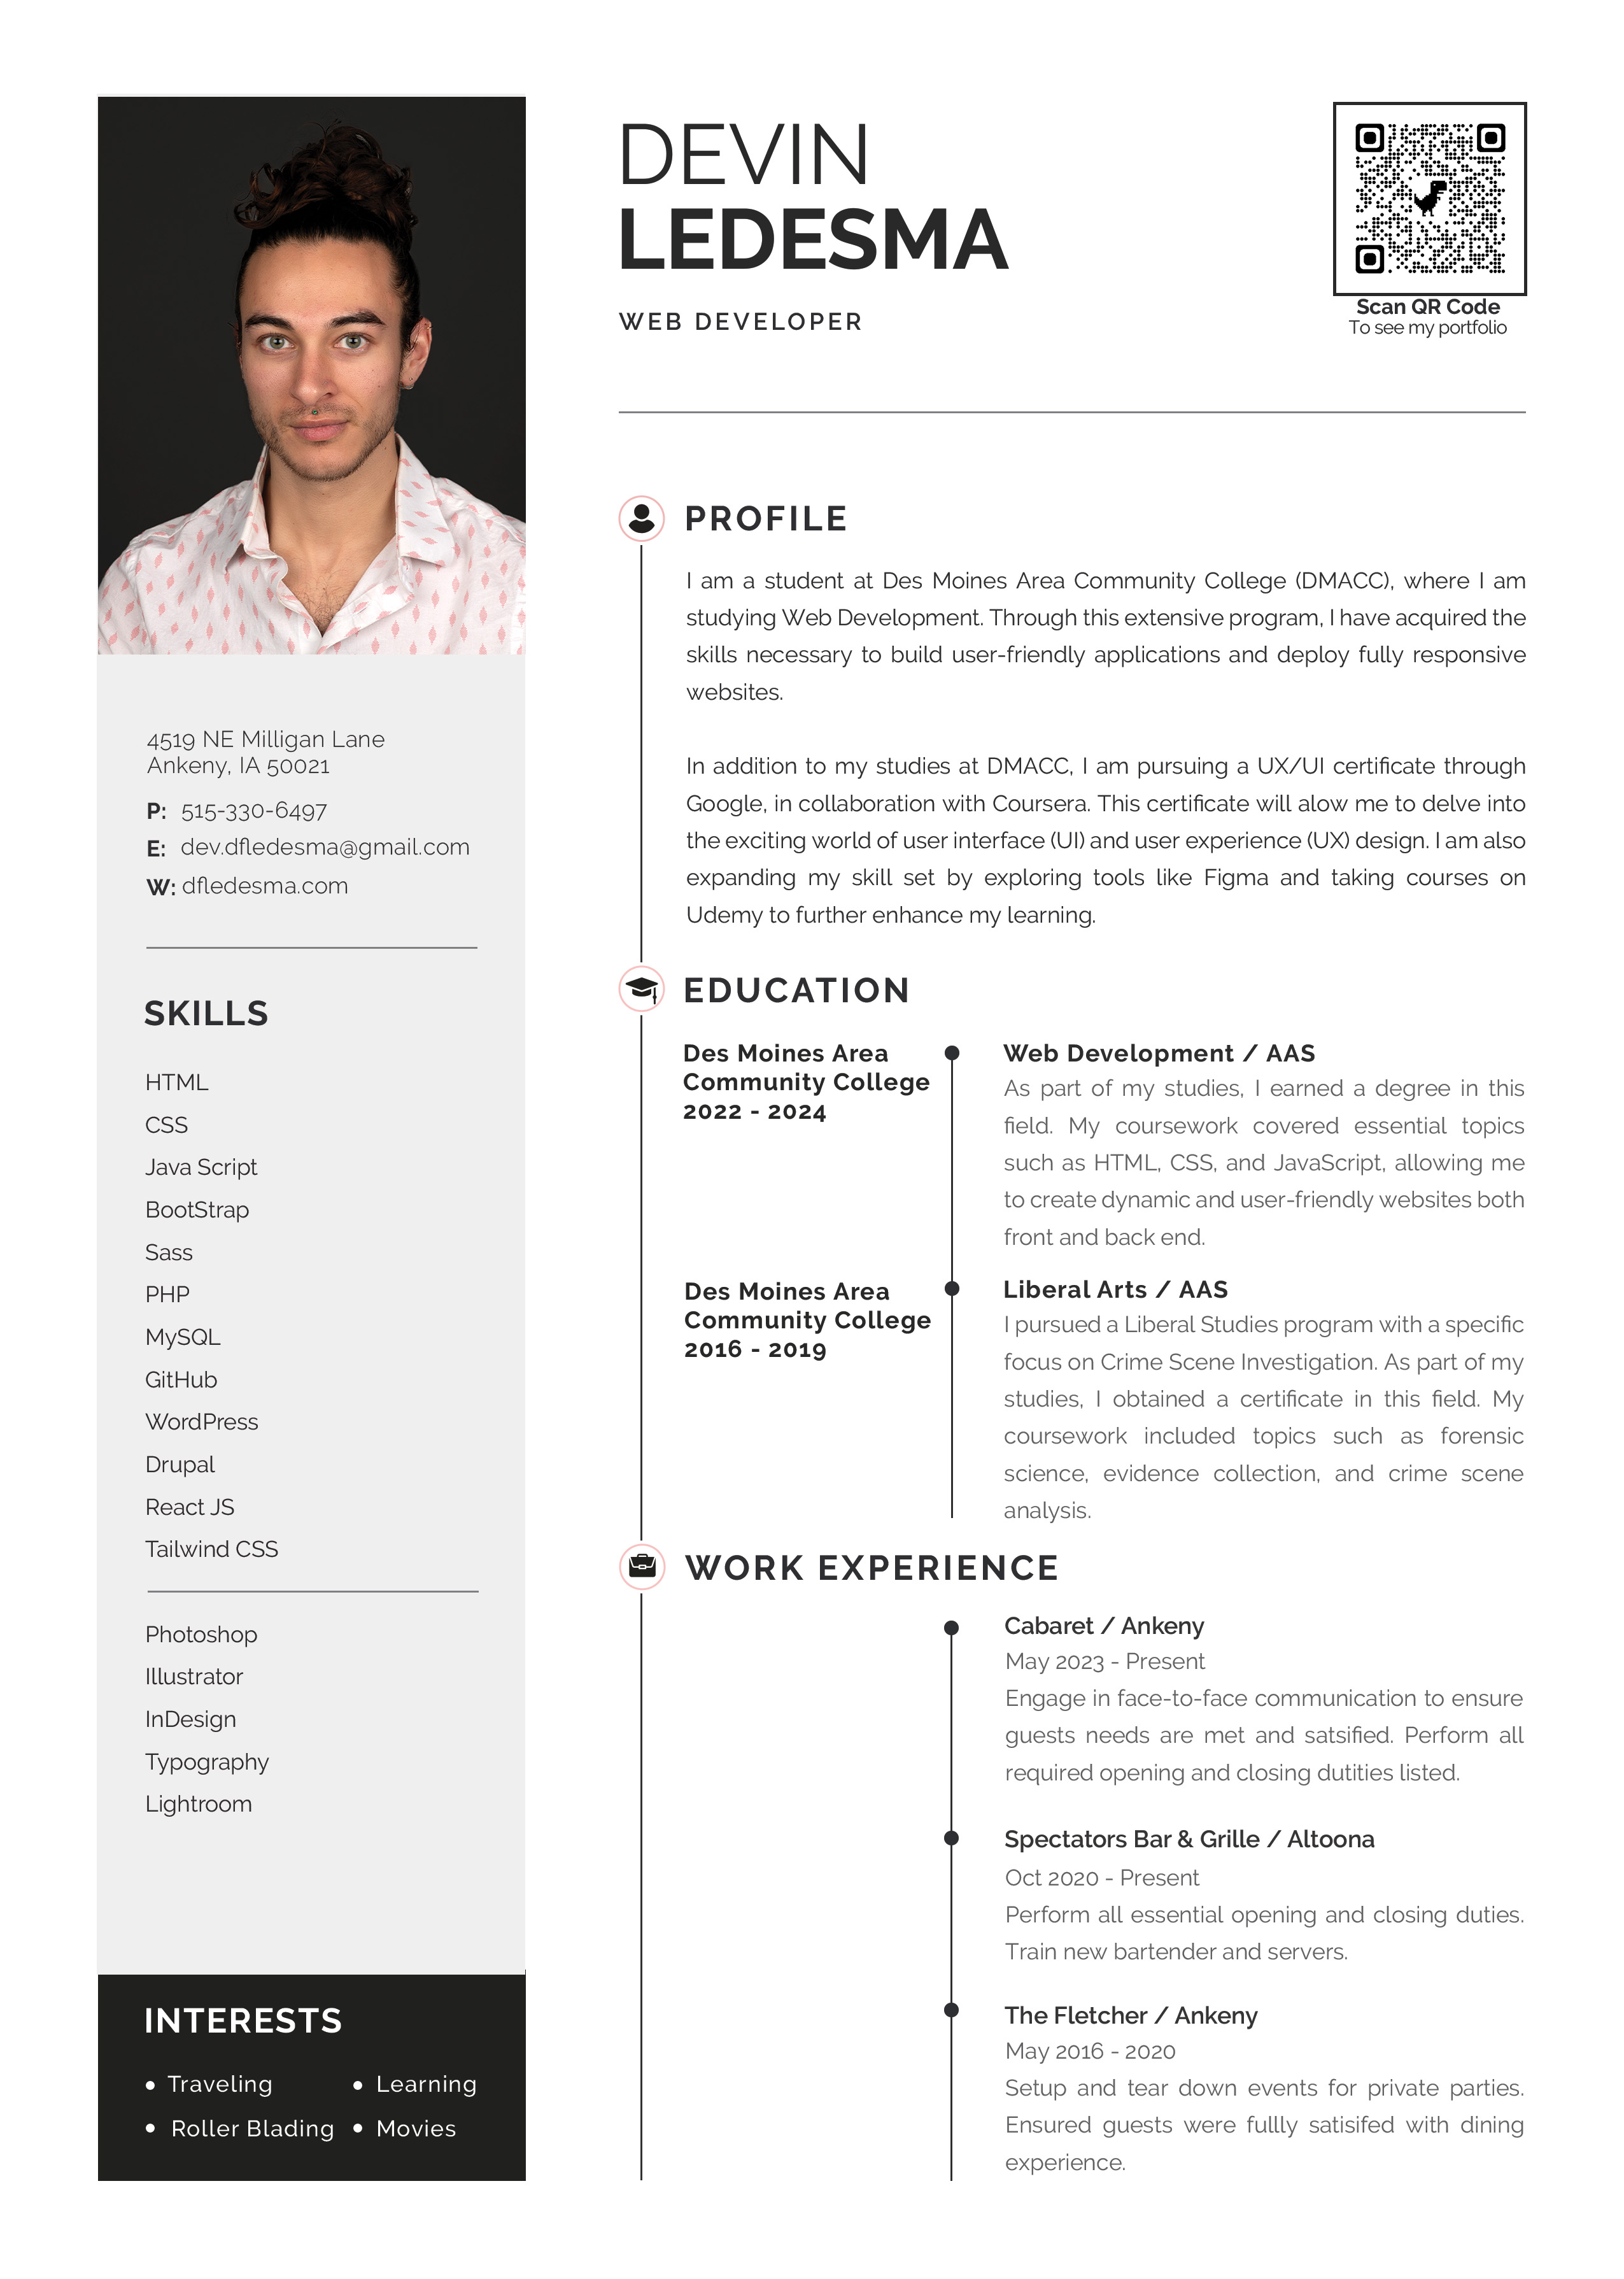 DEVIN
LEDESMA
WEB DEVELOPER
Scan QR Code
To see my portfolio
4519 NE Milligan Lane
Ankeny, IA 50021
P: 515-330-6497
E: dev.dfledesma@gmail.com
W: dfledesma.com
SKILLS
HTML
CSS
Java Script
BootStrap
Sass
PHP
MySQL
GitHub
WordPress
Drupal
React JS
Tailwind CSS
Photoshop
Illustrator
InDesign
Typography
Lightroom
INTERESTS
• Traveling
• Learning
• Roller Blading
• Movies
PROFILE
I am a student at Des Moines Area Community College (DMACC), where I am
studying Web Development. Through this extensive program, I have acquired the
skills necessary to build user-friendly applications and deploy fully responsive
websites.
In addition to my studies at DMACC, I am pursuing a UX/UI certificate through
Google, in collaboration with Coursera. This certificate will alow me to delve into
the exciting world of user interface (UI) and user experience (UX) design. I am also
expanding my skill set by exploring tools like Figma and taking courses on
Udemy to further enhance my learning.
EDUCATION
Des Moines Area
Community College
2022 - 2024
Web Development / AAS
As part of my studies, I earned a degree in this
field. My coursework covered essential topics
such as HTML, CSS, and JavaScript, allowing me
to create dynamic and user-friendly websites both
front and back end.
Des Moines Area
Community College
2016 - 2019
Liberal Arts / AAS
I pursued a Liberal Studies program with a specific
focus on Crime Scene Investigation. As part of my
studies, I obtained a certificate in this field. My
coursework included topics such as forensic
science, evidence collection, and crime scene
analysis.
WORK EXPERIENCE
Cabaret / Ankeny
May 2023 - Present
Engage in face-to-face communication to ensure
guests needs are met and satsified. Perform all
required opening and closing dutities listed.
Spectators Bar & Grille / Altoona
Oct 2020 - Present
Perform all essential opening and closing duties.
Train new bartender and servers.
The Fletcher / Ankeny
May 2016 - 2020
Setup and tear down events for private parties.
Ensured guests were fullly satisifed with dining
experience.